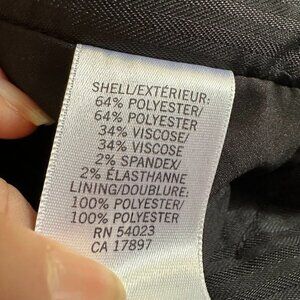 SHELL/EXTÉRIEUR:
64% POLYESTER/
64% POLYESTER
34% VISCOSE/
34% VISCOSE
2% SPANDEX/
2% ÉLASTHANNE
LINING/DOUBLURE:
100% POLYESTER/
100% POLYESTER
RN 54023
CA 17897